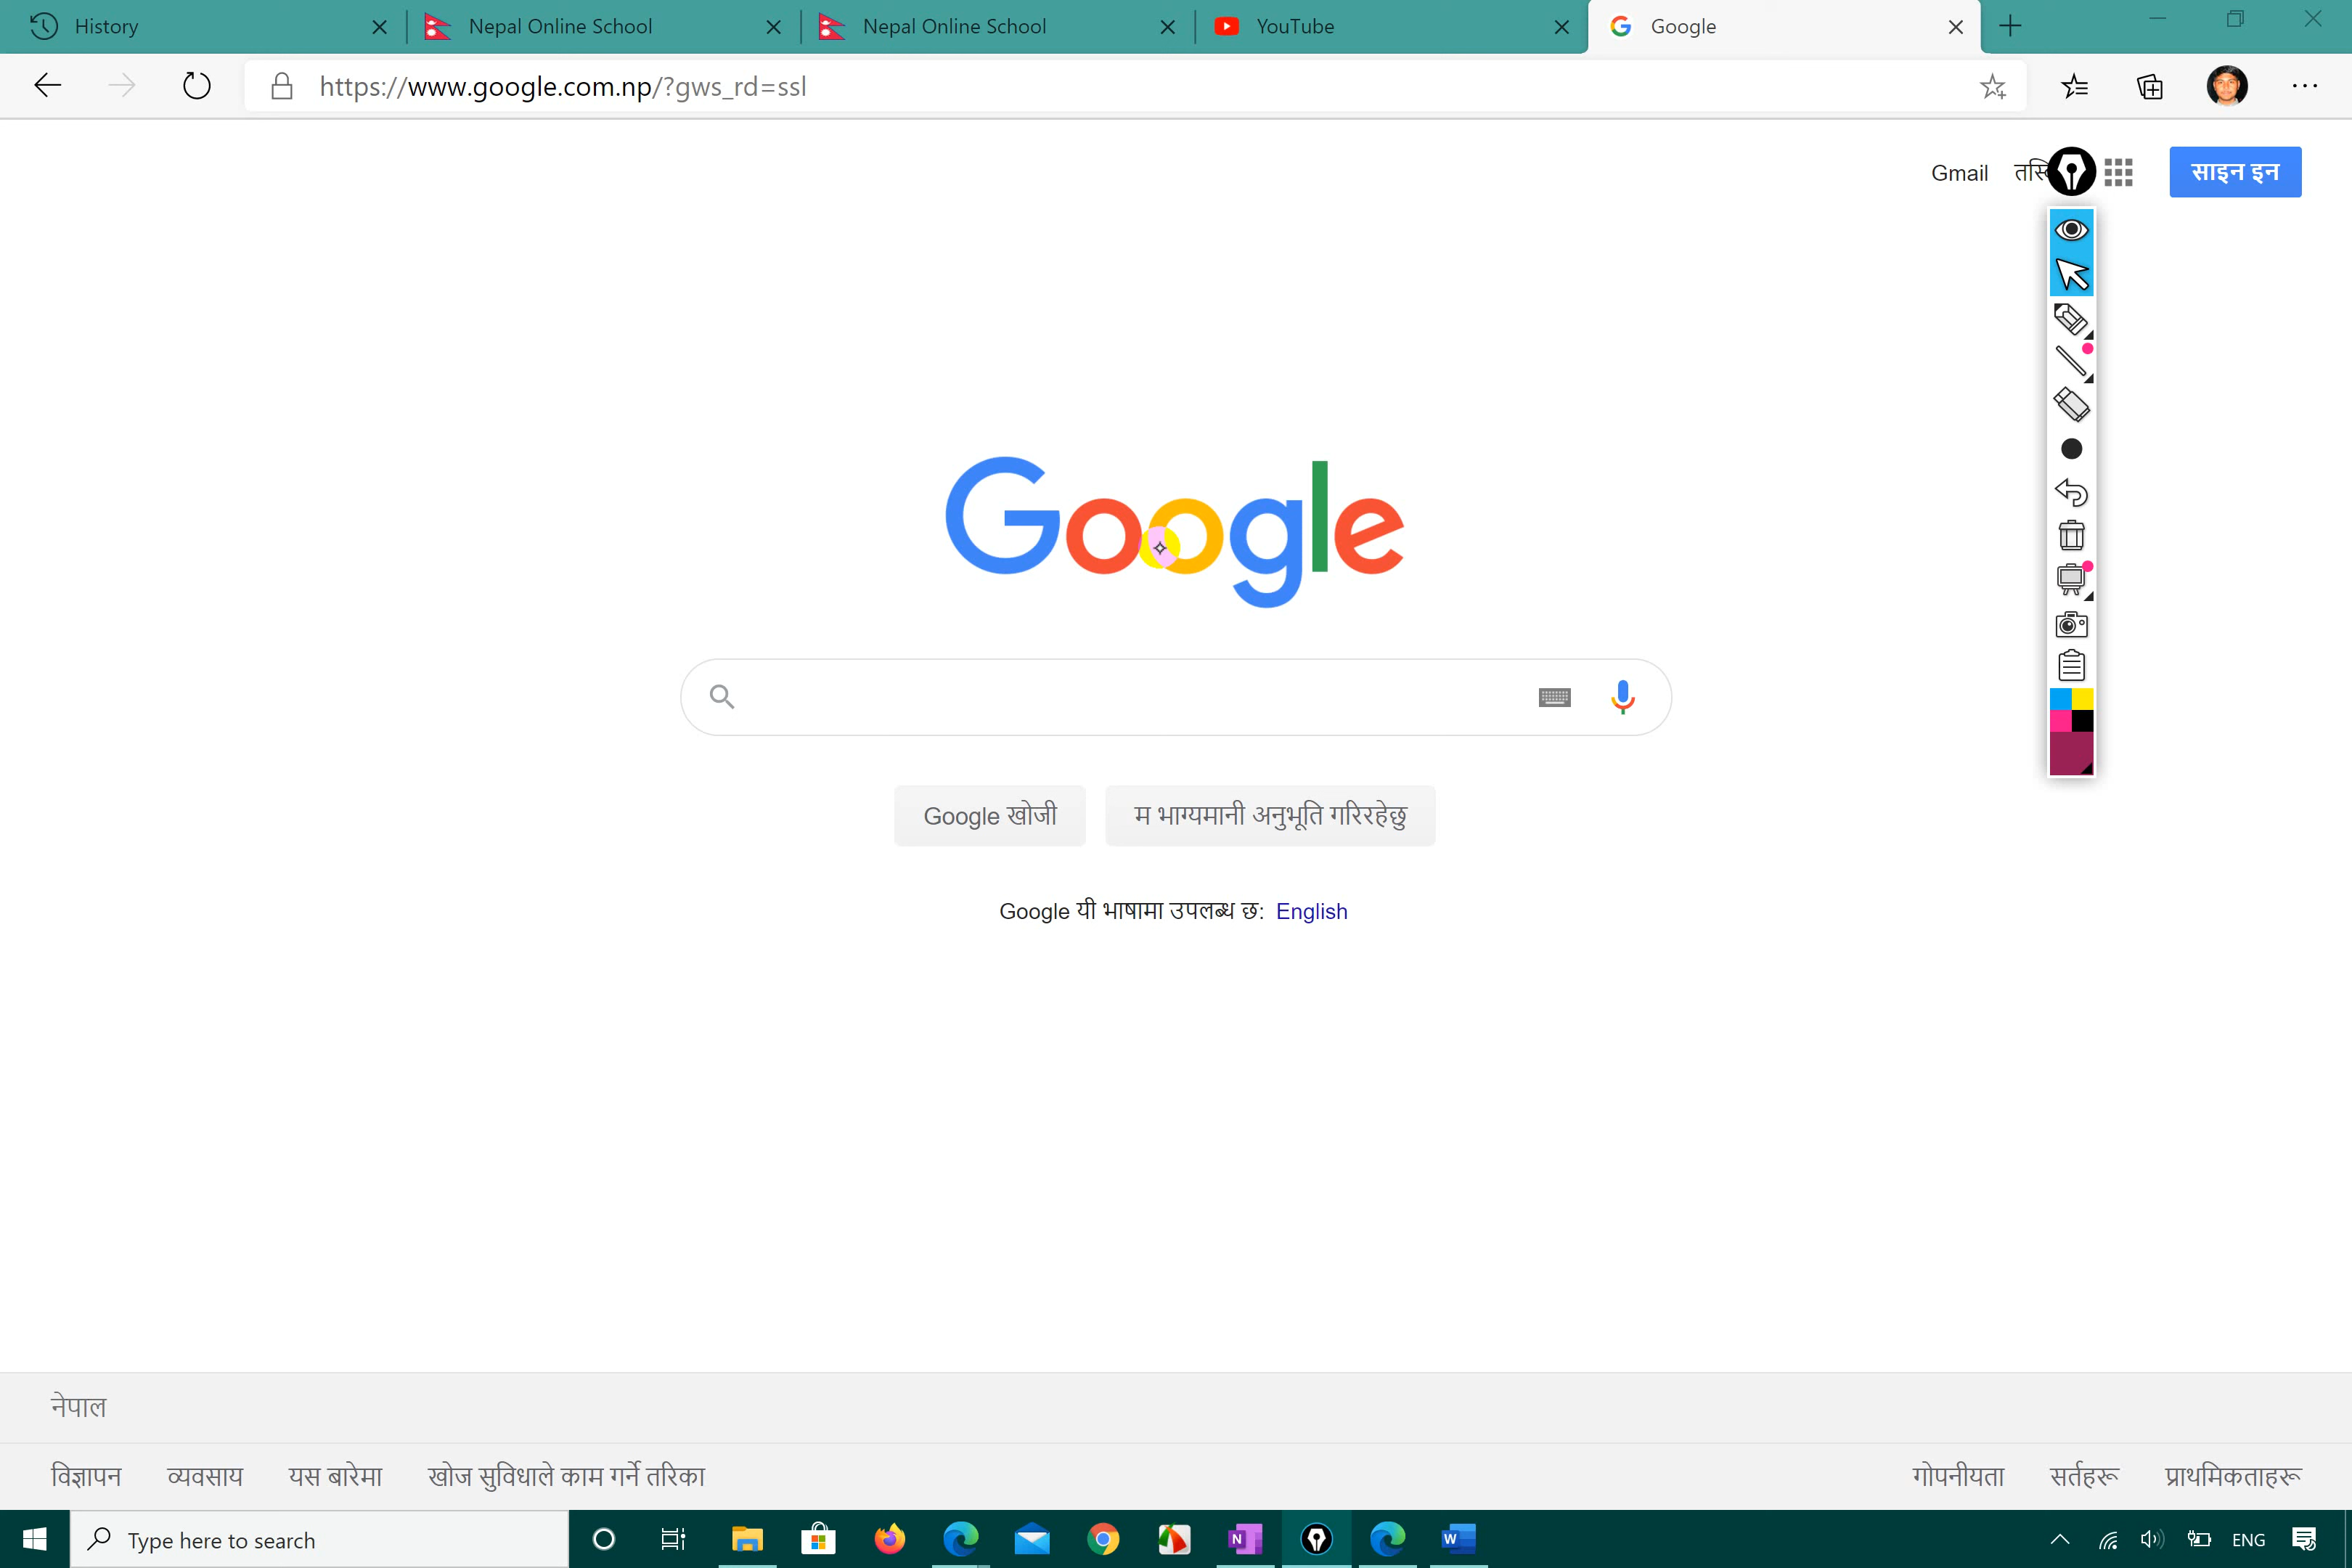 History
Nepal Online School
Nepal Online School
YouTube
Google
https://www.google.com.np/?gws_rd=ssl
Gmail
साइन इन
Google
Google खोजी
म भाग्यमानी अनुभूति गरिरहेछु
Google यी भाषामा उपलब्ध छ: English
नेपाल
विज्ञापन व्यवसाय यस बारेमा खोज सुविधाले काम गर्ने तरिका
गोपनीयता सर्तहरू प्राथमिकताहरू
Type here to search
N
W
ENG